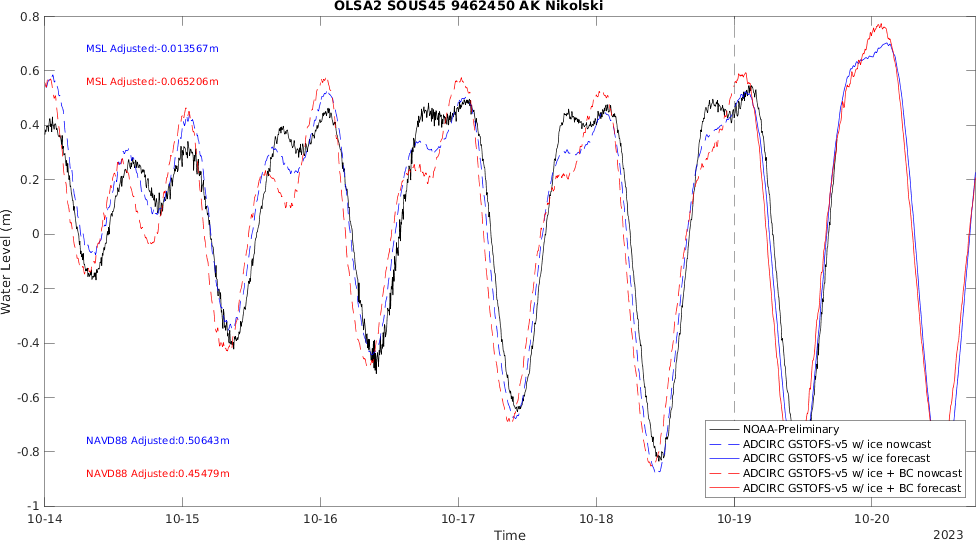 OLSA2 SOUS45 9462450 AK Nikolski
0.8
0.6
0.4
0.2
0
-0.2
-0.4
-0.6
-0.8
-1
Water Level (m)
MSL Adjusted:-0.013567m
MSL Adjusted:-0.065206m
NAVD88 Adjusted:0.50643m
NAVD88 Adjusted:0.45479m
NOAA-Preliminary
ADCIRC GSTOFS-v5 w/ ice nowcast
ADCIRC GSTOFS-v5 w/ ice forecast
ADCIRC GSTOFS-v5 w/ ice + BC nowcast
ADCIRC GSTOFS-v5 w/ ice + BC forecast
10-14 10-15 10-16 10-17 10-18 10-19 10-20
Time
2023